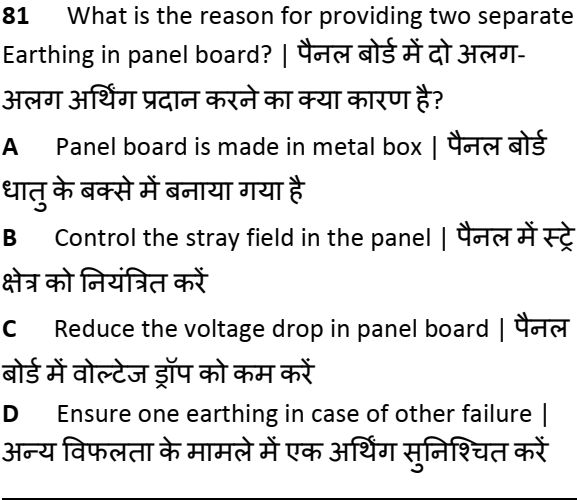 81 What is the reason for providing two separate
Earthing in panel board? | पैनल बोर्ड में दो अलग-
अलग अर्थिंग प्रदान करने का क्या कारण है?
A Panel board is made in metal box | पैनल बोर्ड
धातु के बक्से में बनाया गया है
B Control the stray field in the panel | पैनल में स्ट्रे
क्षेत्र को नियंत्रित करें
C Reduce the voltage drop in panel board | पैनल
बोर्ड में वोल्टेज ड्रॉप को कम करें
D Ensure one earthing in case of other failure |
अन्य विफलता के मामले में एक अर्थिंग सुनिश्चित करें